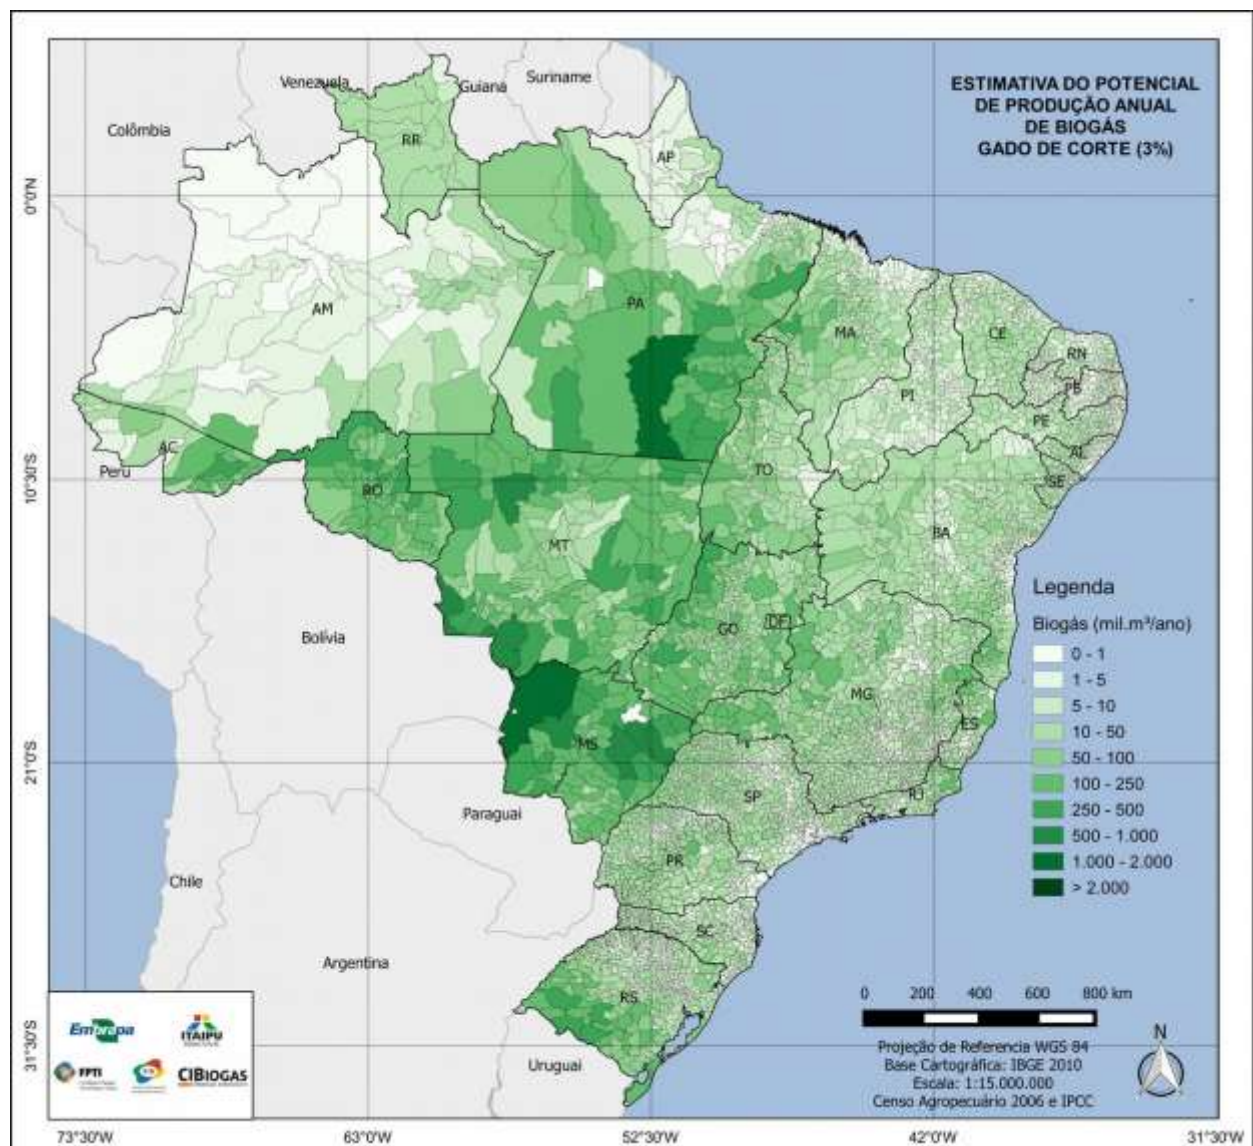 ESTIMATIVA DO POTENCIAL
DE PRODUÇÃO ANUAL
DE BIOGÁS
GADO DE CORTE (3%)
Venezuela
Suriname
Guiana
Colômbia
RR
AP
0°0'N
AM
PA
MA
CE
RN
PB
PI
PE
AC
AL
Peru
TO
SE
10°30'S
RO
BA
MT
Legenda
Bolívia
GO
DF
Biogás (mil.m³/ano)
0 - 1
1 - 5
MG
5 - 10
ES
10 - 50
MS
50 - 100
21°0'S
100 - 250
SP
RJ
250 - 500
Paraguai
500 - 1.000
PR
1.000 - 2.000
Chile
> 2.000
SC
Argentina
RS
0 200 400 600 800 km
Embrapa
ITAIPU
FPTI
CIBIOGAS
Uruguai
Projeção de Referencia WGS 84
Base Cartográfica: IBGE 2010
Escala: 1:15.000.000
Censo Agropecuário 2006 e IPCC
N
31°30'S
73°30'W 63°0'W 52°30'W 42°0'W 31°30'W